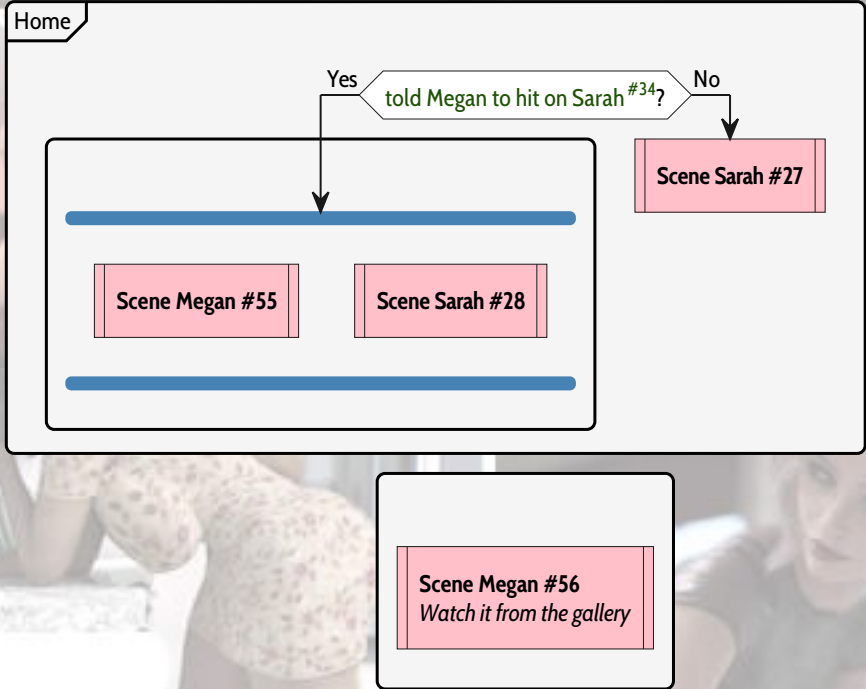 Home
Yes
told Megan to hit on Sarah #34?
No
Scene Sarah #27
Scene Megan #55
Scene Sarah #28
Scene Megan #56
Watch it from the gallery